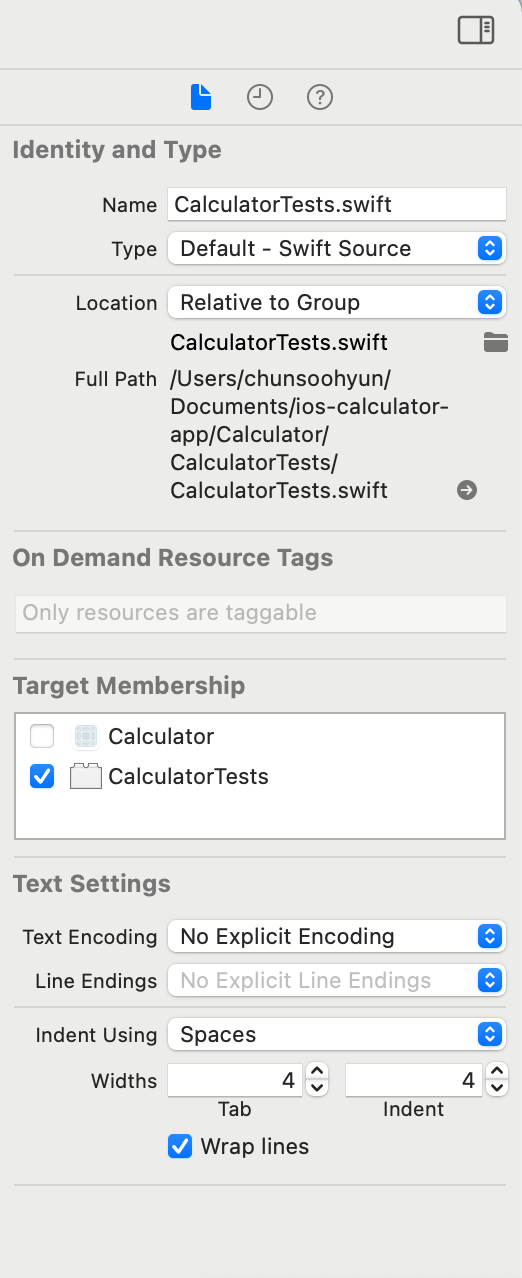 Identity and Type
Name CalculatorTests.swift
Type Default - Swift Source
Location Relative to Group
CalculatorTests.swift
Full Path /Users/chunsoohyun/
Documents/ios-calculator-
app/Calculator/
CalculatorTests/
CalculatorTests.swift
On Demand Resource Tags
Only resources are taggable
Target Membership
Calculator
CalculatorTests
Text Settings
Text Encoding No Explicit Encoding
Line Endings No Explicit Line Endings
Indent Using Spaces
Widths 4 4
Tab Indent
Wrap lines